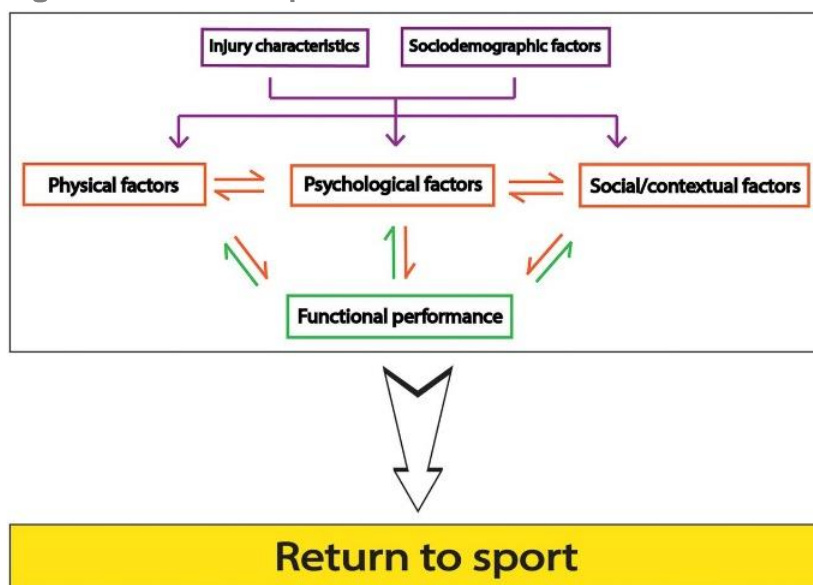 Injury characteristics
Sociodemographic factors
Physical factors
Psychological factors
Social/contextual factors
Functional performance
Return to sport